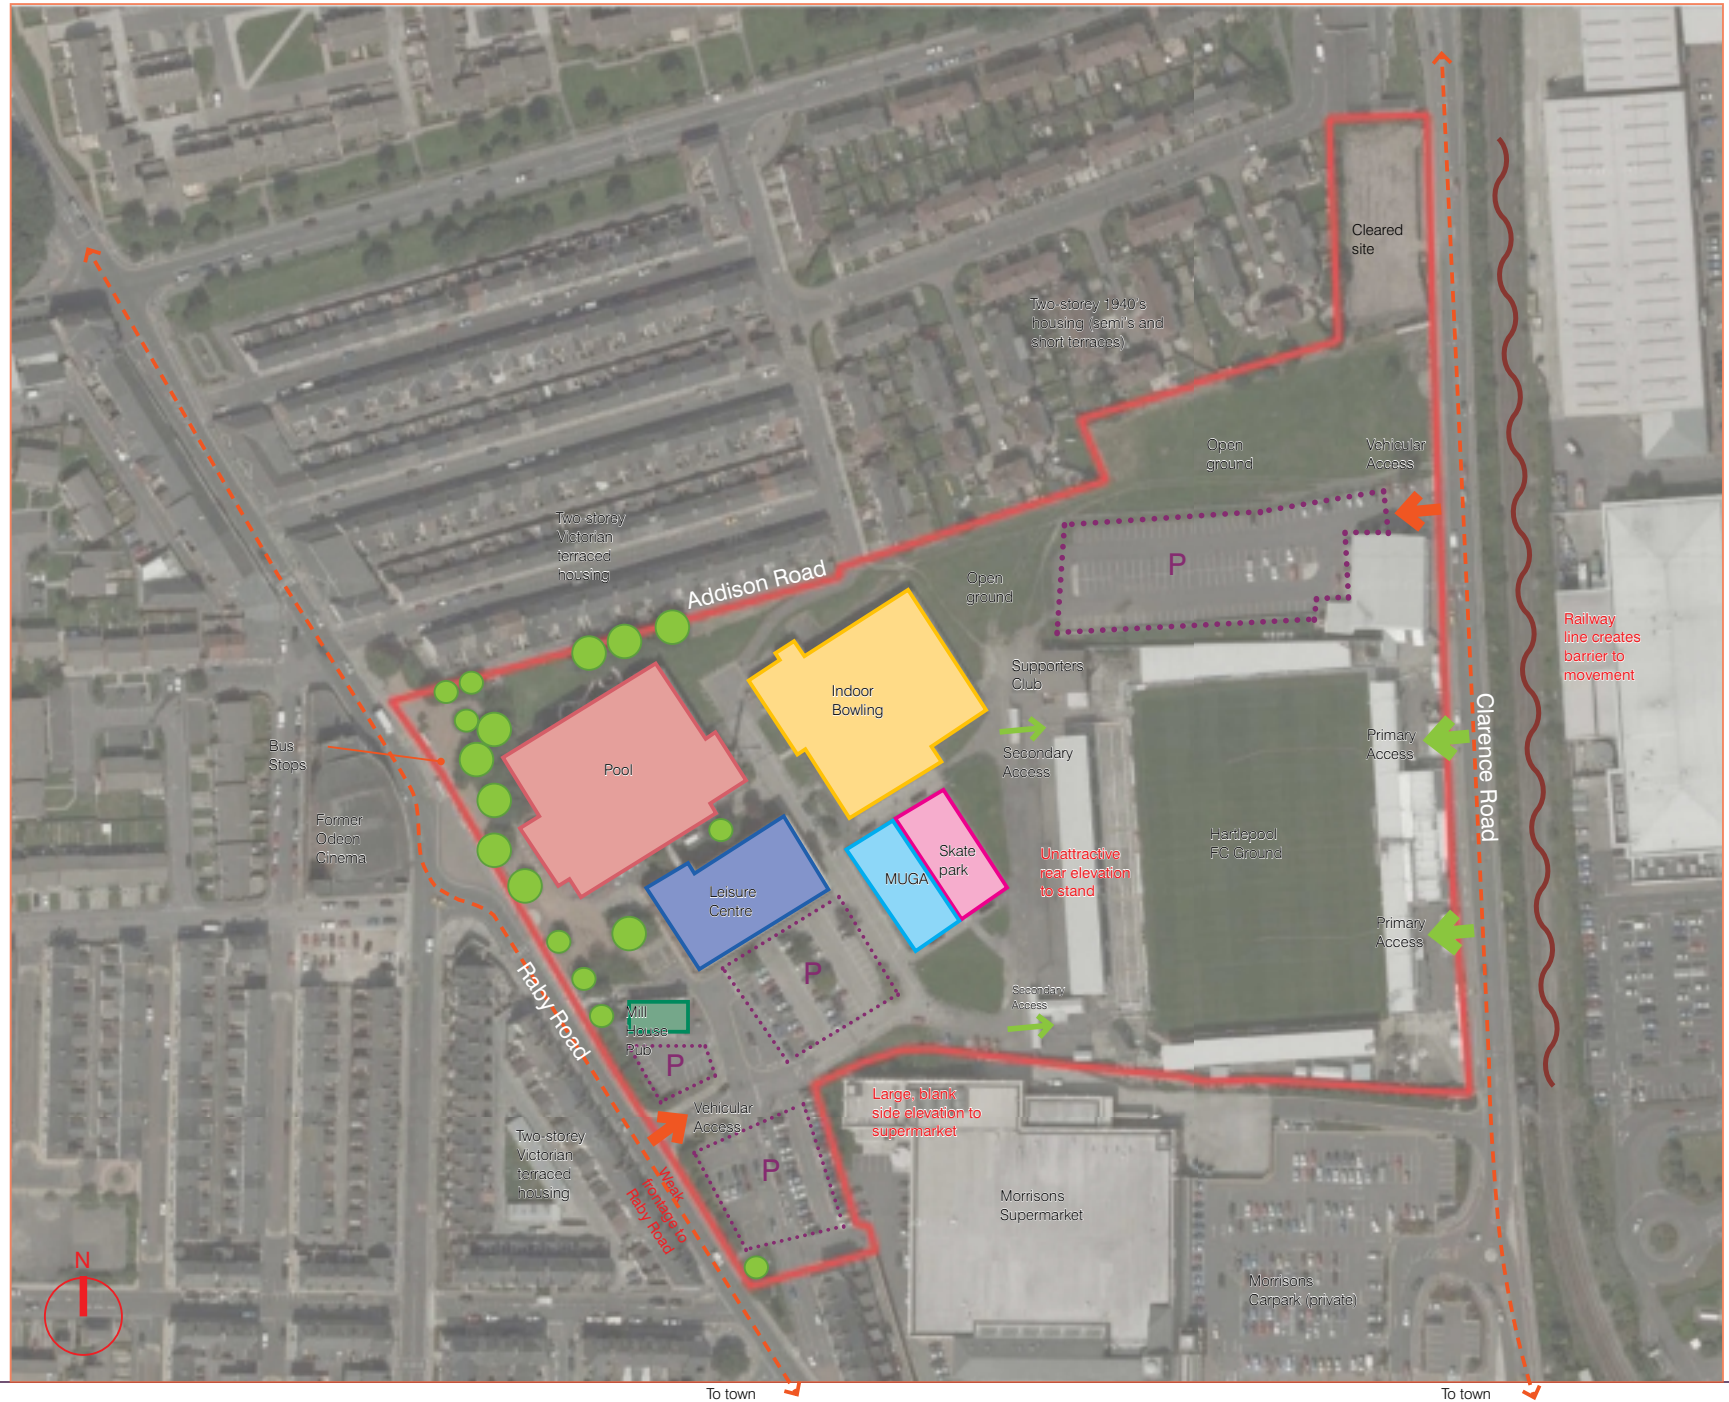 Cleared
site
Two-storey 1940's
housing (semi's and
short terraces)
Open
ground
Vehicular
Access
Two-storey
Victorian
terraced
housing
Addison Road
P
Open
ground
Railway
line creates
barrier to
movement
Supporters
Club
Indoor
Bowling
Secondary
Access
Primary
Access
Clarence Road
Bus
Stops
Pool
Former
Odeon
Cinema
Hartlepool
FC Ground
Skate
park
MUGA
Unattractive
rear elevation
to stand
Leisure
Centre
Primary
Access
P
Secondary
Access
Raby Road
Mill
House
Pub
P
Vehicular
Access
Large, blank
side elevation to
supermarket
Two-storey
Victorian
terraced
housing
P
Weak
frontage to
Raby Road
Morrisons
Supermarket
N
Morrisons
Carpark (private)
To town
To town